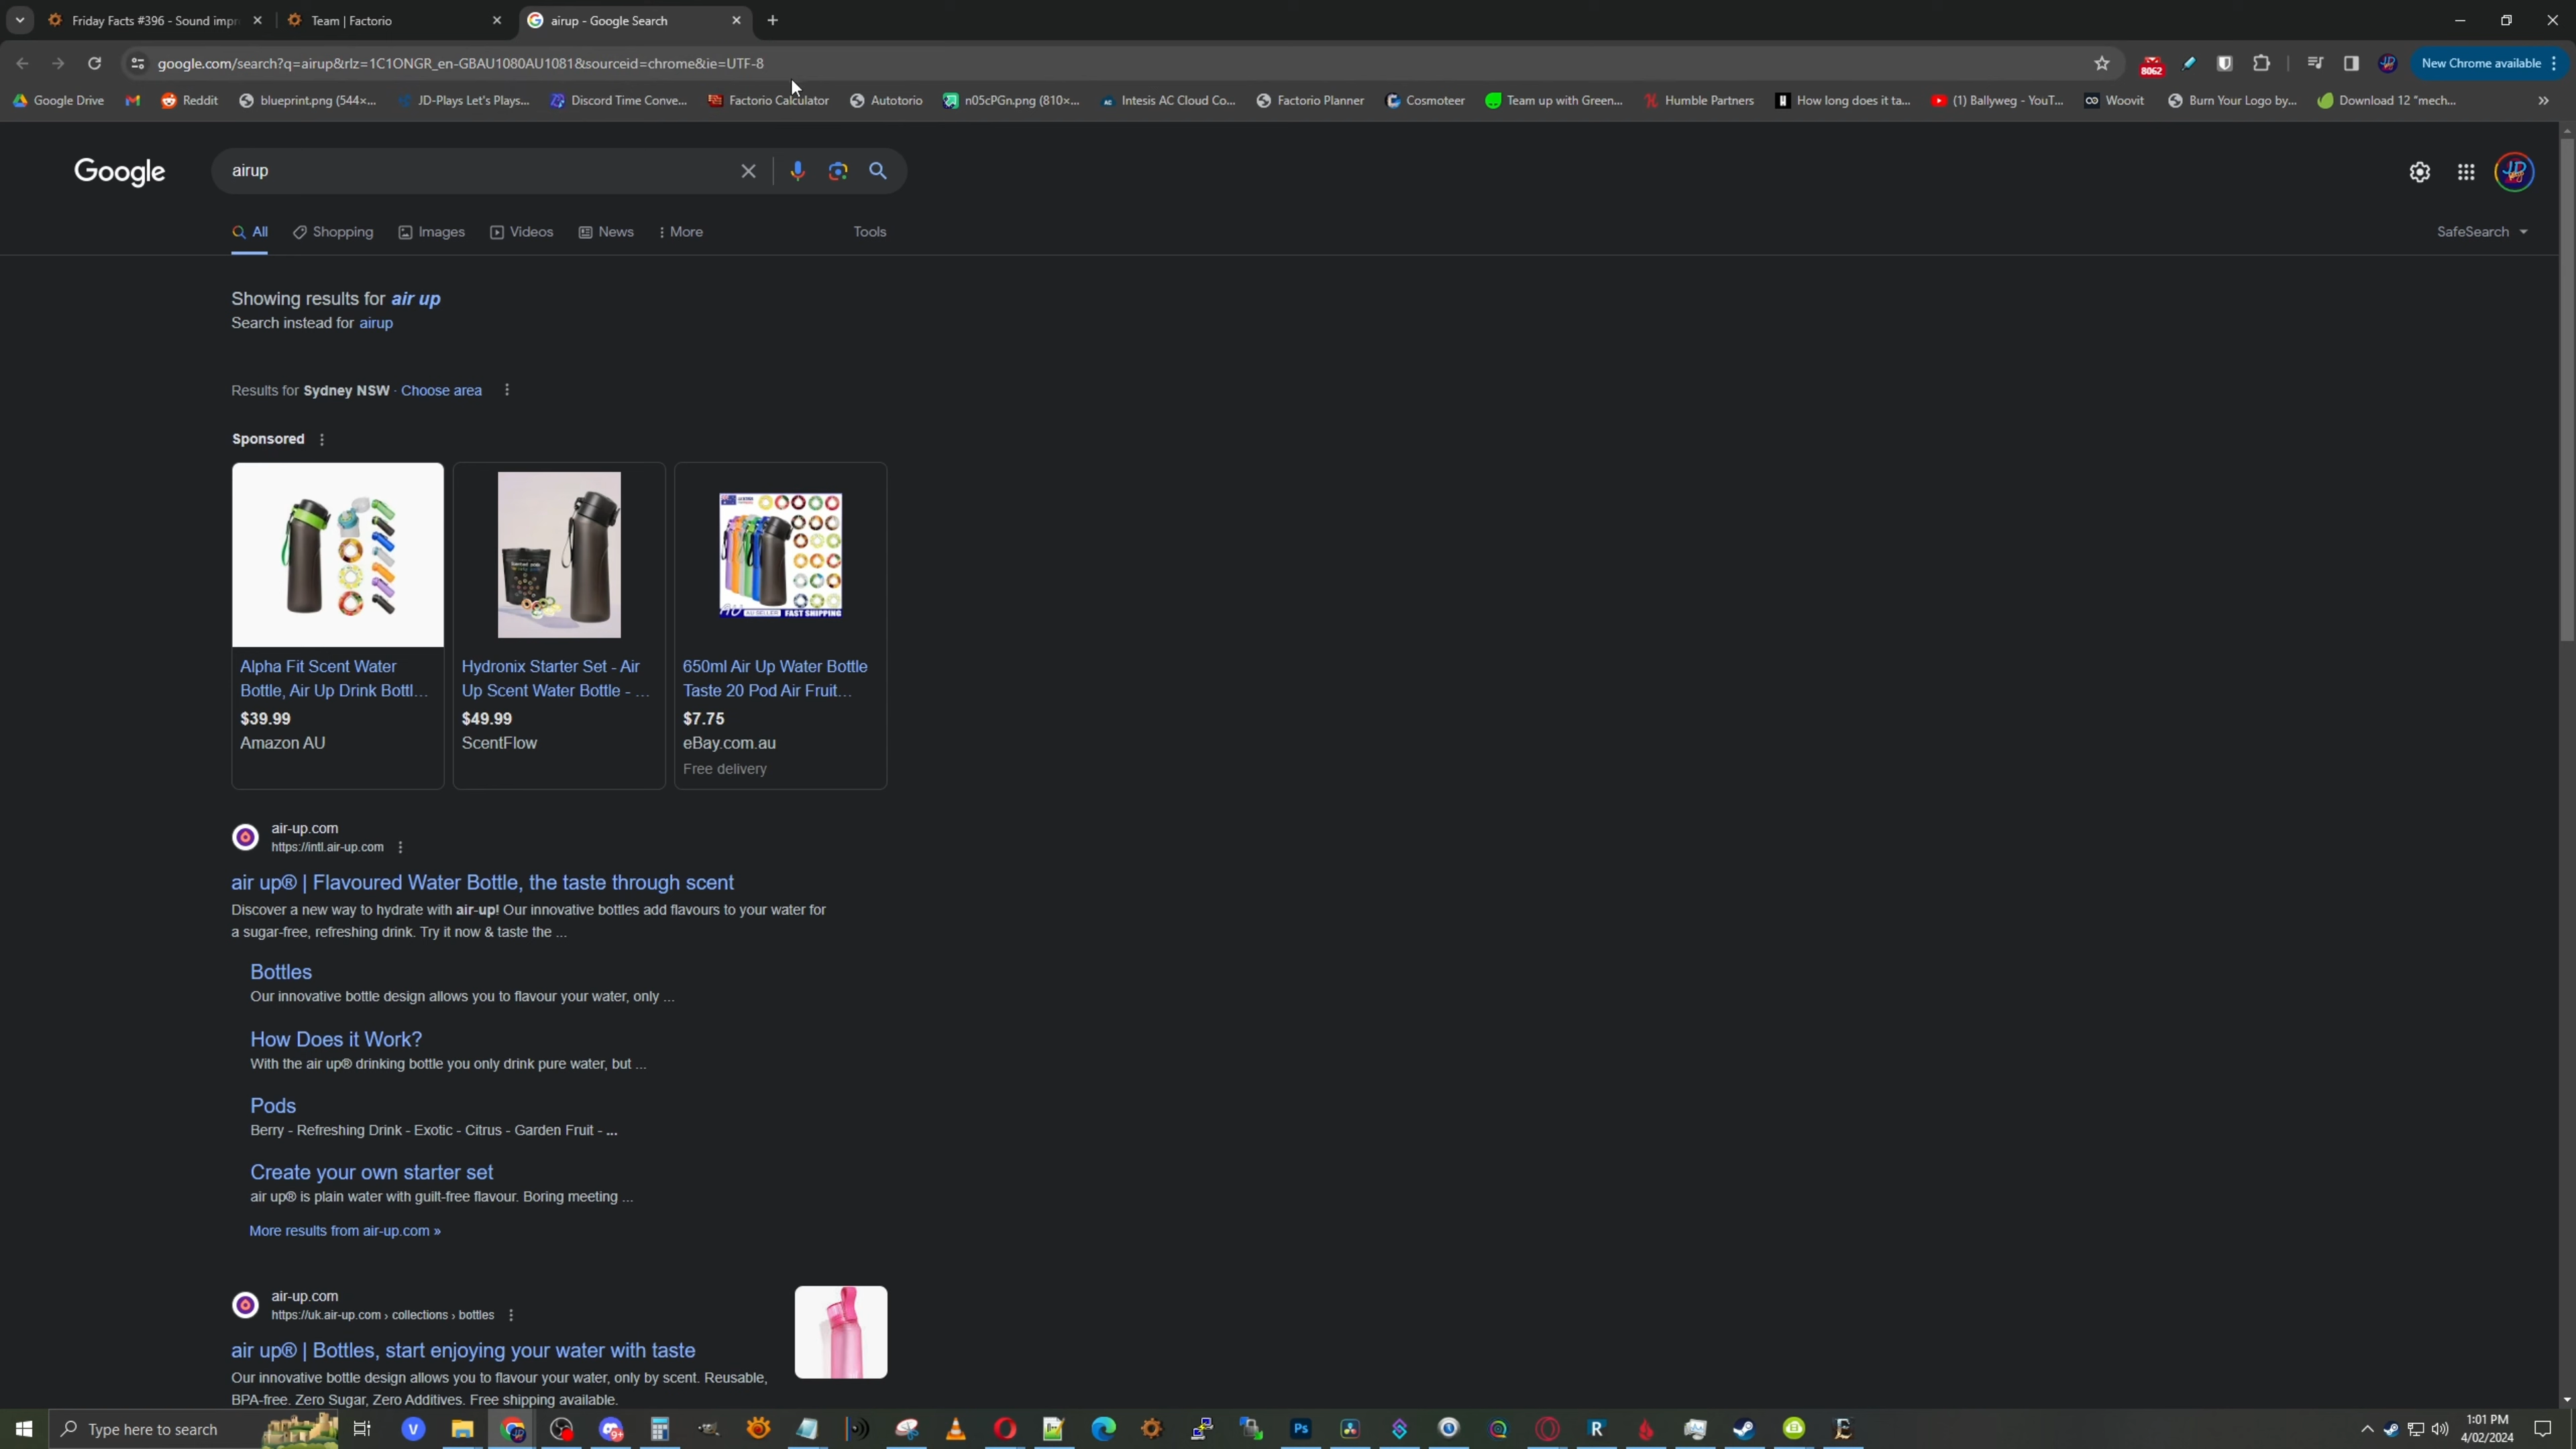 Friday Facts #396 - Sound impr
Team | Factorio
airup - Google Search
google.com/search?q=airup&rlz=1C1ONGR_en-GBAU1080AU1081&sourceid=chrome&ie=UTF-8
8062
New Chrome available
Google Drive
Reddit
blueprint.png (544×...
JD-Plays Let's Plays...
Discord Time Conve...
Factorio Calculator
Autotorio
n05cPGn.png (810×...
Intesis AC Cloud Co...
Factorio Planner
Cosmoteer
Team up with Green...
Humble Partners
How long does it ta...
(1) Ballyweg - YouT...
Woovit
Burn Your Logo by...
Download 12 "mech...
Google
airup
All
Shopping
Images
Videos
News
More
Tools
SafeSearch
Showing results for air up
Search instead for airup
Results for Sydney NSW · Choose area
Sponsored
Alpha Fit Scent Water
Bottle, Air Up Drink Bottl...
$39.99
Amazon AU
Hydronix Starter Set - Air
Up Scent Water Bottle - ...
$49.99
ScentFlow
AU SELLER FAST SHIPPING
650ml Air Up Water Bottle
Taste 20 Pod Air Fruit...
$7.75
eBay.com.au
Free delivery
air-up.com
https://intl.air-up.com
air up® | Flavoured Water Bottle, the taste through scent
Discover a new way to hydrate with air-up! Our innovative bottles add flavours to your water for
a sugar-free, refreshing drink. Try it now & taste the ...
Bottles
Our innovative bottle design allows you to flavour your water, only ...
How Does it Work?
With the air up® drinking bottle you only drink pure water, but ...
Pods
Berry - Refreshing Drink - Exotic - Citrus - Garden Fruit - ...
Create your own starter set
air up® is plain water with guilt-free flavour. Boring meeting ...
More results from air-up.com »
air-up.com
https://uk.air-up.com › collections › bottles
air up® | Bottles, start enjoying your water with taste
Our innovative bottle design allows you to flavour your water, only by scent. Reusable,
BPA-free. Zero Sugar, Zero Additives. Free shipping available.
Type here to search
1:01 PM
4/02/2024